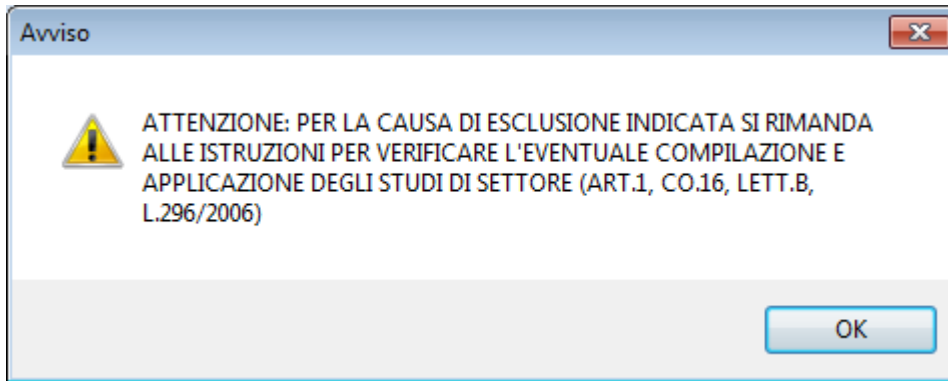 Avviso
ATTENZIONE: PER LA CAUSA DI ESCLUSIONE INDICATA SI RIMANDA
ALLE ISTRUZIONI PER VERIFICARE L'EVENTUALE COMPILAZIONE E
APPLICAZIONE DEGLI STUDI DI SETTORE (ART.1, CO.16, LETT.B,
L.296/2006)
OK